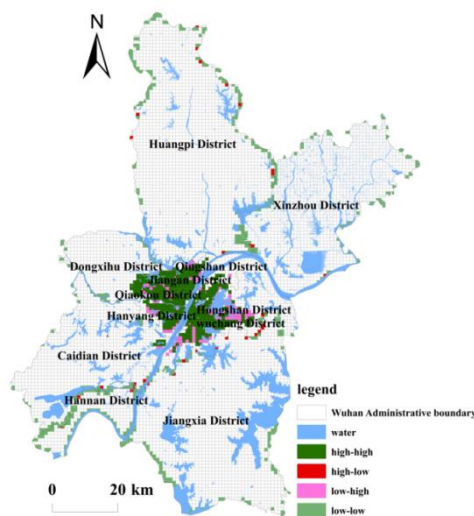 N
Huangpi District
Xinzhou District
Dongxihu District
Qingshan District
Jiangan District
Qiaokou District
Hongshan District
Hanyang District
wuchang District
Caidian District
Hannan District
Jiangxia District
legend
Wuhan Administrative boundary
water
high-high
high-low
low-high
low-low
0 20 km